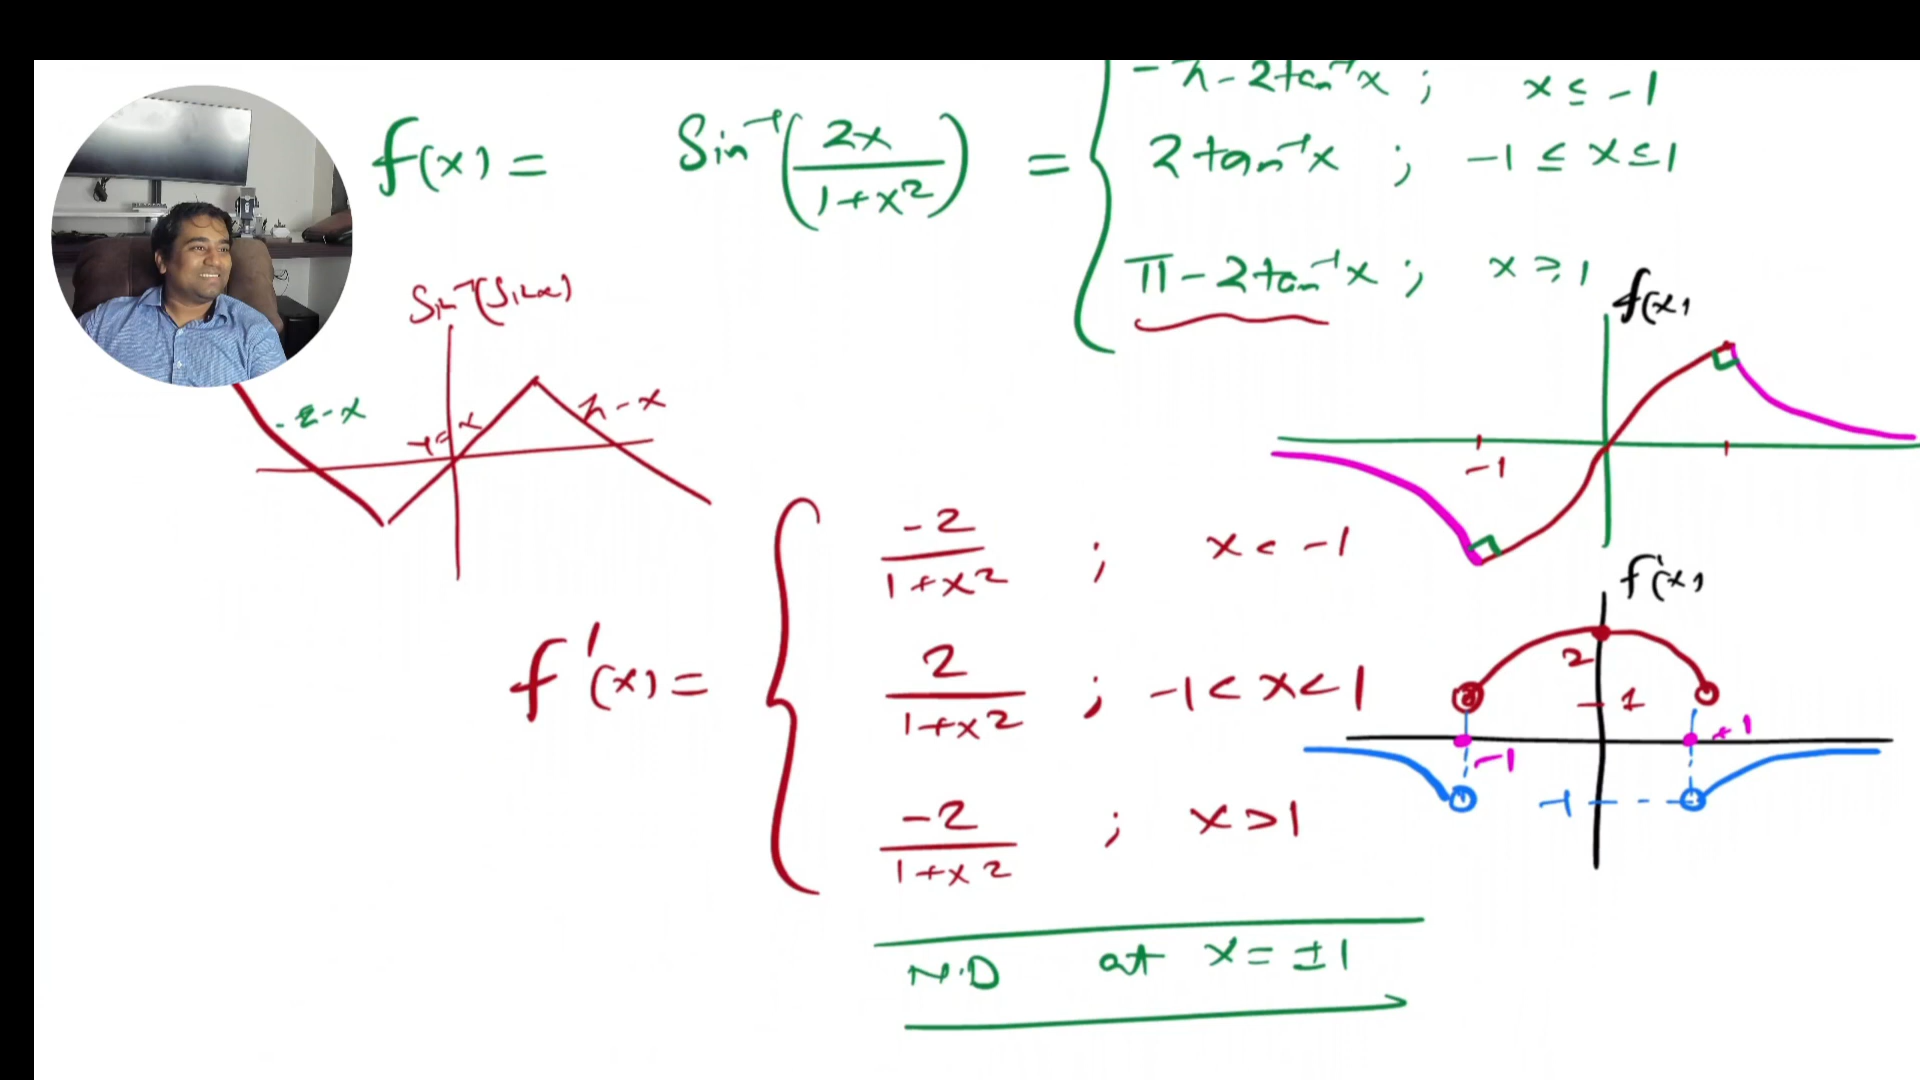 f(x) = Sin⁻¹(2x/(1+x²)) = { -π - 2tan⁻¹x ; x ≤ -1
2tan⁻¹x ; -1 ≤ x ≤ 1
π - 2tan⁻¹x ; x ≥ 1
f(x)
Sin⁻¹(Sinx)
-π-x
y=x
π-x
-1
f'(x) = { -2/(1+x²) ; x < -1
2/(1+x²) ; -1 < x < 1
-2/(1+x²) ; x > 1
f'(x)
2
1
-1
+1
-1
N.D at x = ±1